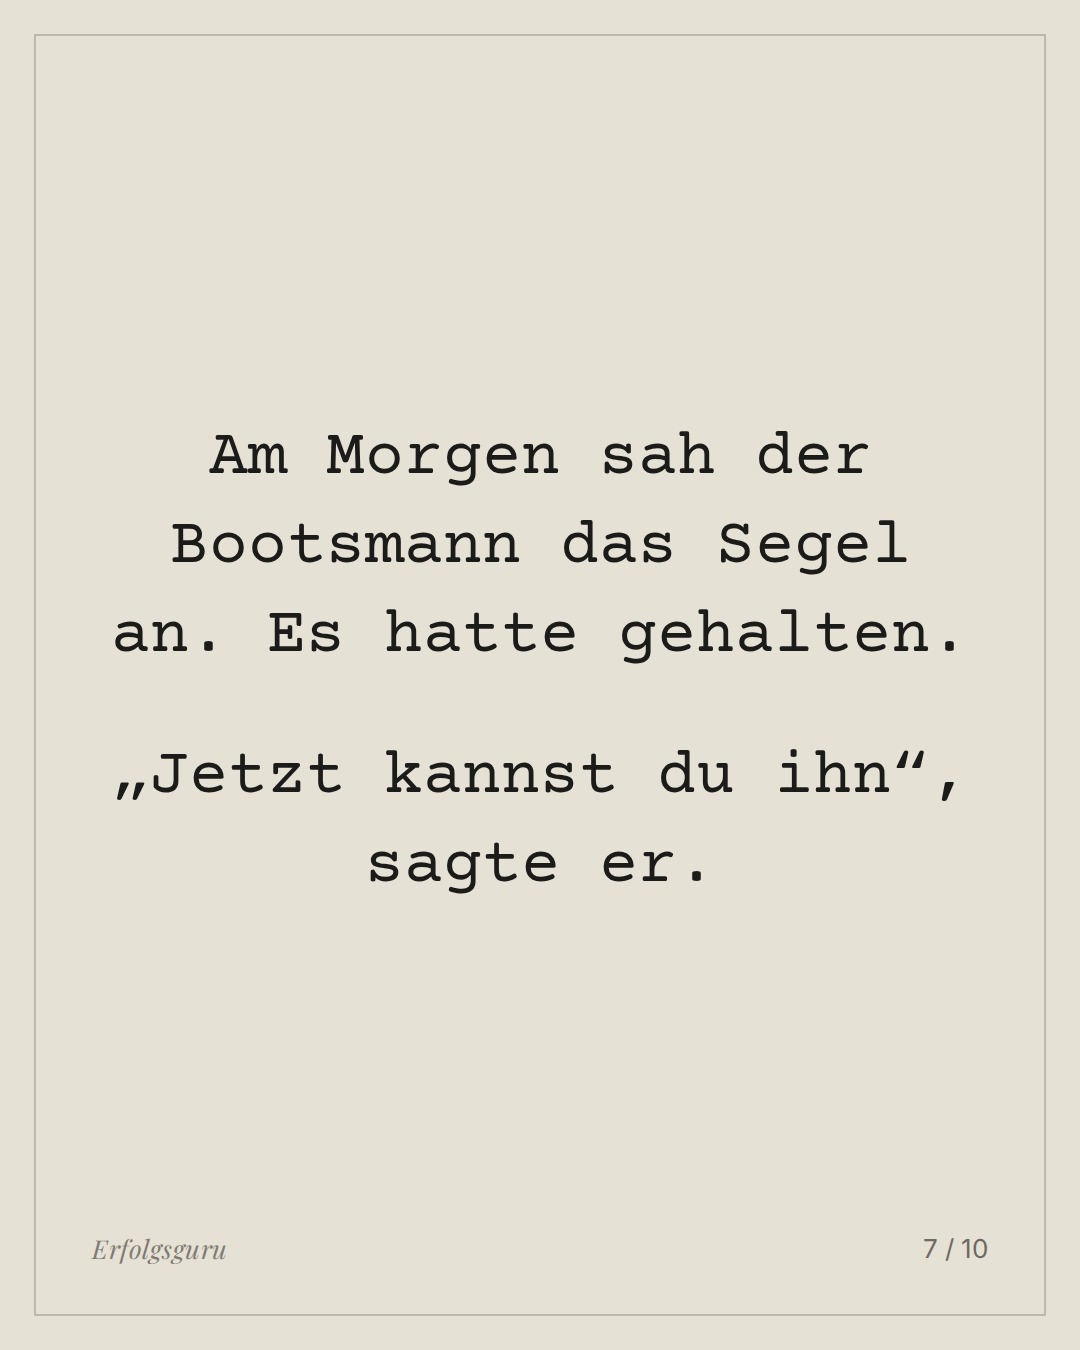 Am Morgen sah der
Bootsmann das Segel
an. Es hatte gehalten.
„Jetzt kannst du ihn“,
sagte er.
Erfolgsguru
7 / 10